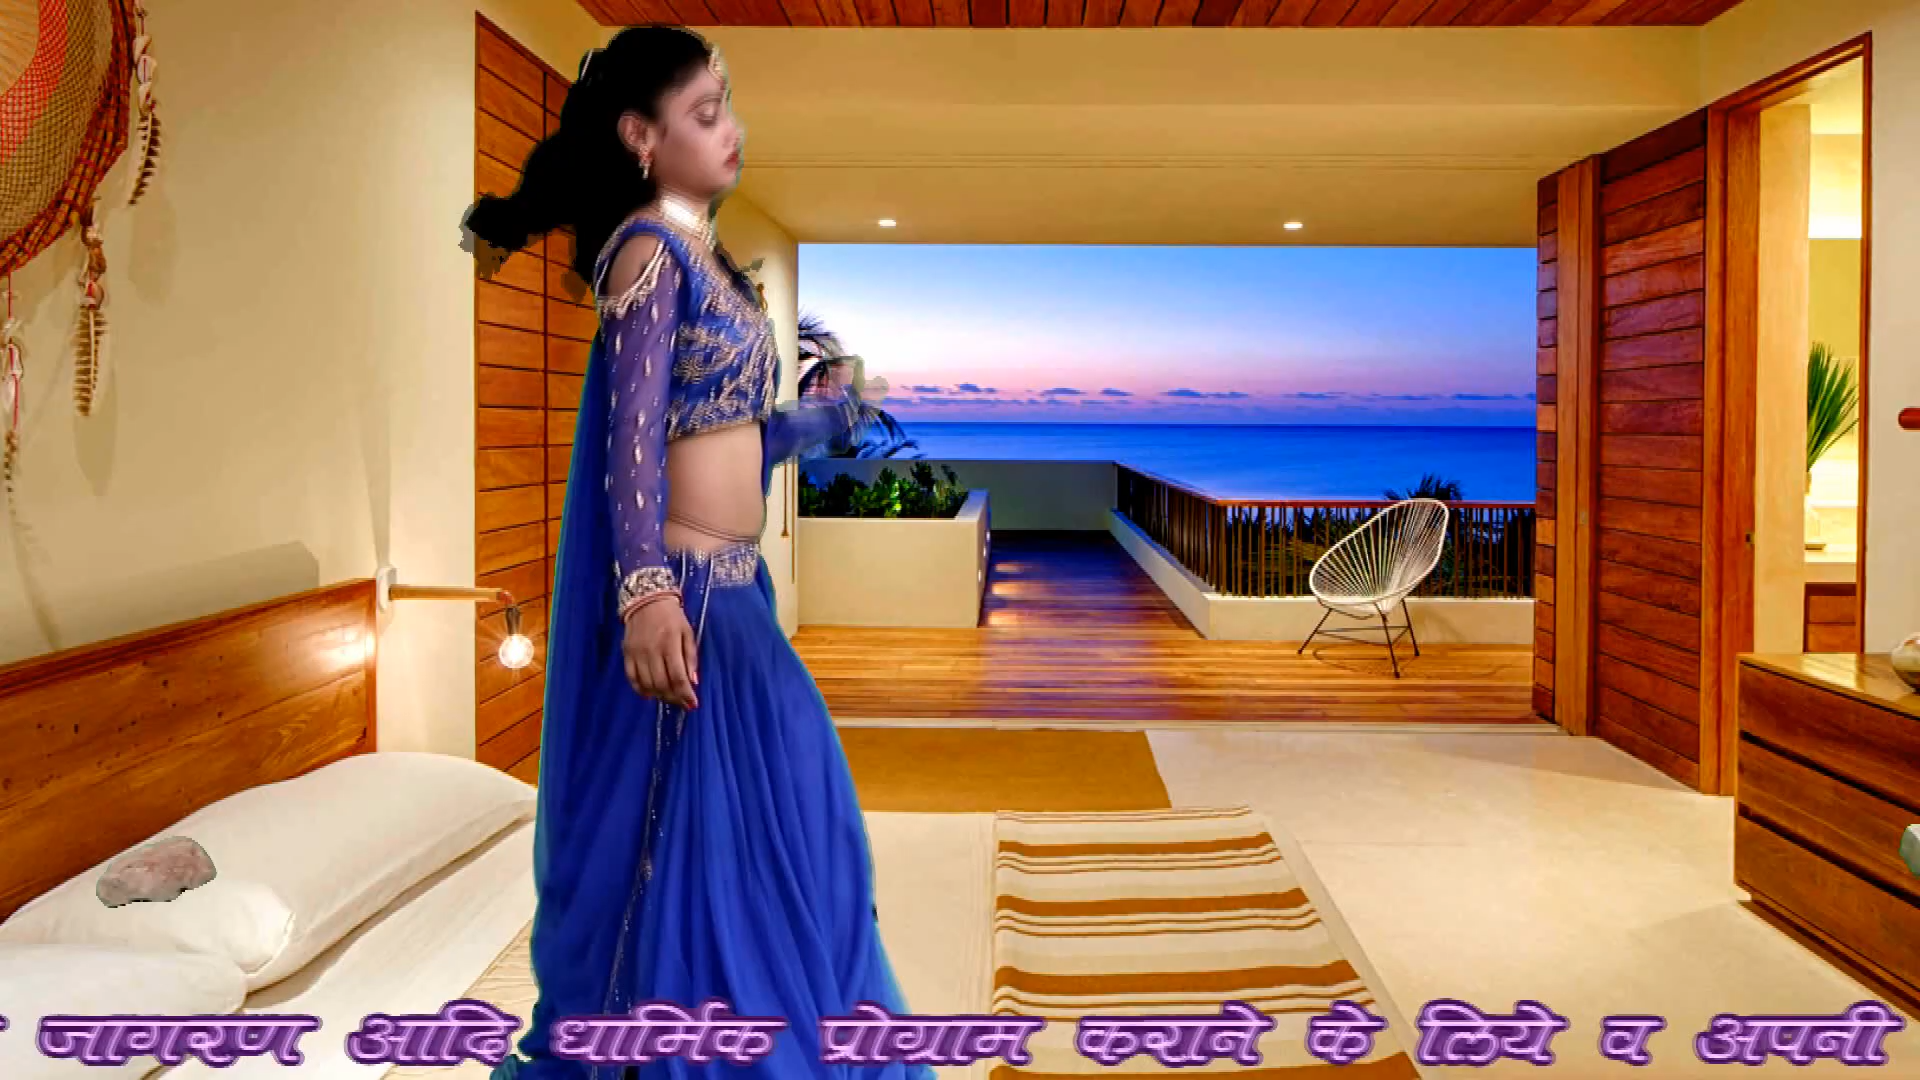 जागरण आदि धार्मिक प्रोग्राम कराने के लिये व अपनी